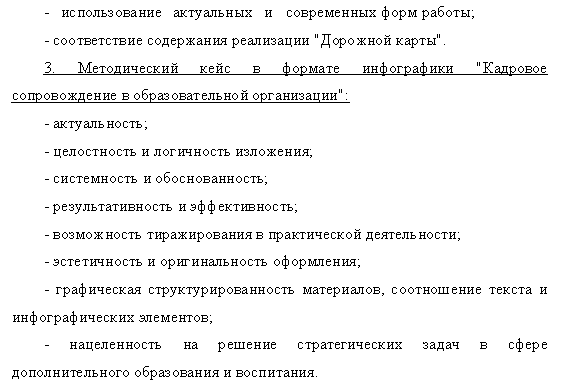 - использование актуальных и современных форм работы;
- соответствие содержания реализации "Дорожной карты".
3. Методический кейс в формате инфографики "Кадровое
сопровождение в образовательной организации":
- актуальность;
- целостность и логичность изложения;
- системность и обоснованность;
- результативность и эффективность;
- возможность тиражирования в практической деятельности;
- эстетичность и оригинальность оформления;
- графическая структурированность материалов, соотношение текста и
инфографических элементов;
- нацеленность на решение стратегических задач в сфере
дополнительного образования и воспитания.